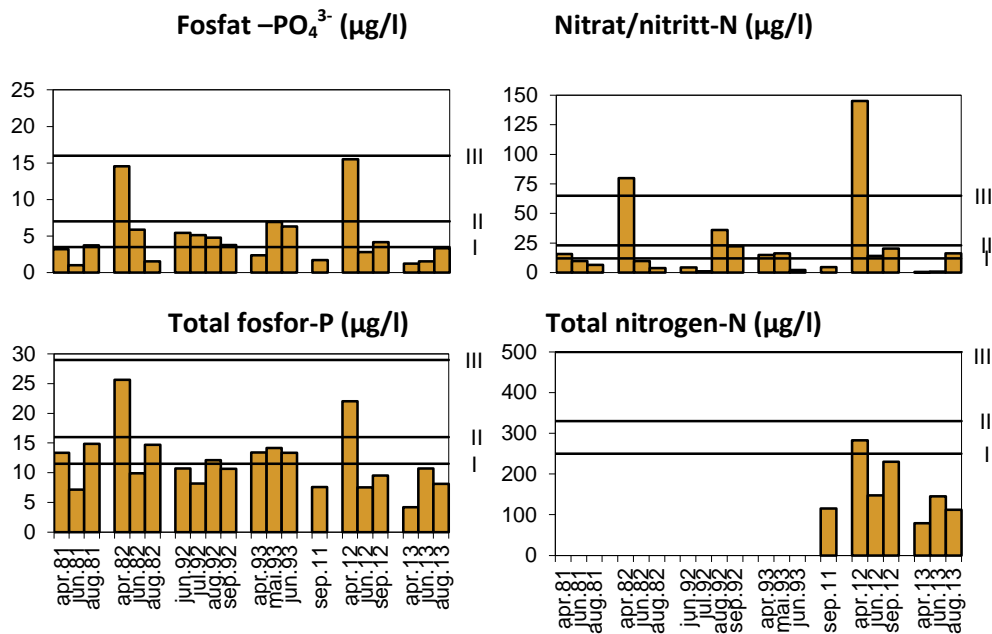 Fosfat –PO₄³⁻ (µg/l)
Nitrat/nitritt-N (µg/l)
25
20
15
10
5
0
III
II
I
150
125
100
75
50
25
0
III
II
I
Total fosfor-P (µg/l)
Total nitrogen-N (µg/l)
30
25
20
15
10
5
0
III
II
I
500
400
300
200
100
0
III
II
I
apr.81
jun.81
aug.81
apr.82
jun.82
aug.82
jun.92
jul.92
aug.92
sep.92
apr.93
mai.93
jun.93
sep.11
apr.12
jun.12
sep.12
apr.13
jun.13
aug.13
apr.81
jun.81
aug.81
apr.82
jun.82
aug.82
jun.92
jul.92
aug.92
sep.92
apr.93
mai.93
jun.93
sep.11
apr.12
jun.12
sep.12
apr.13
jun.13
aug.13